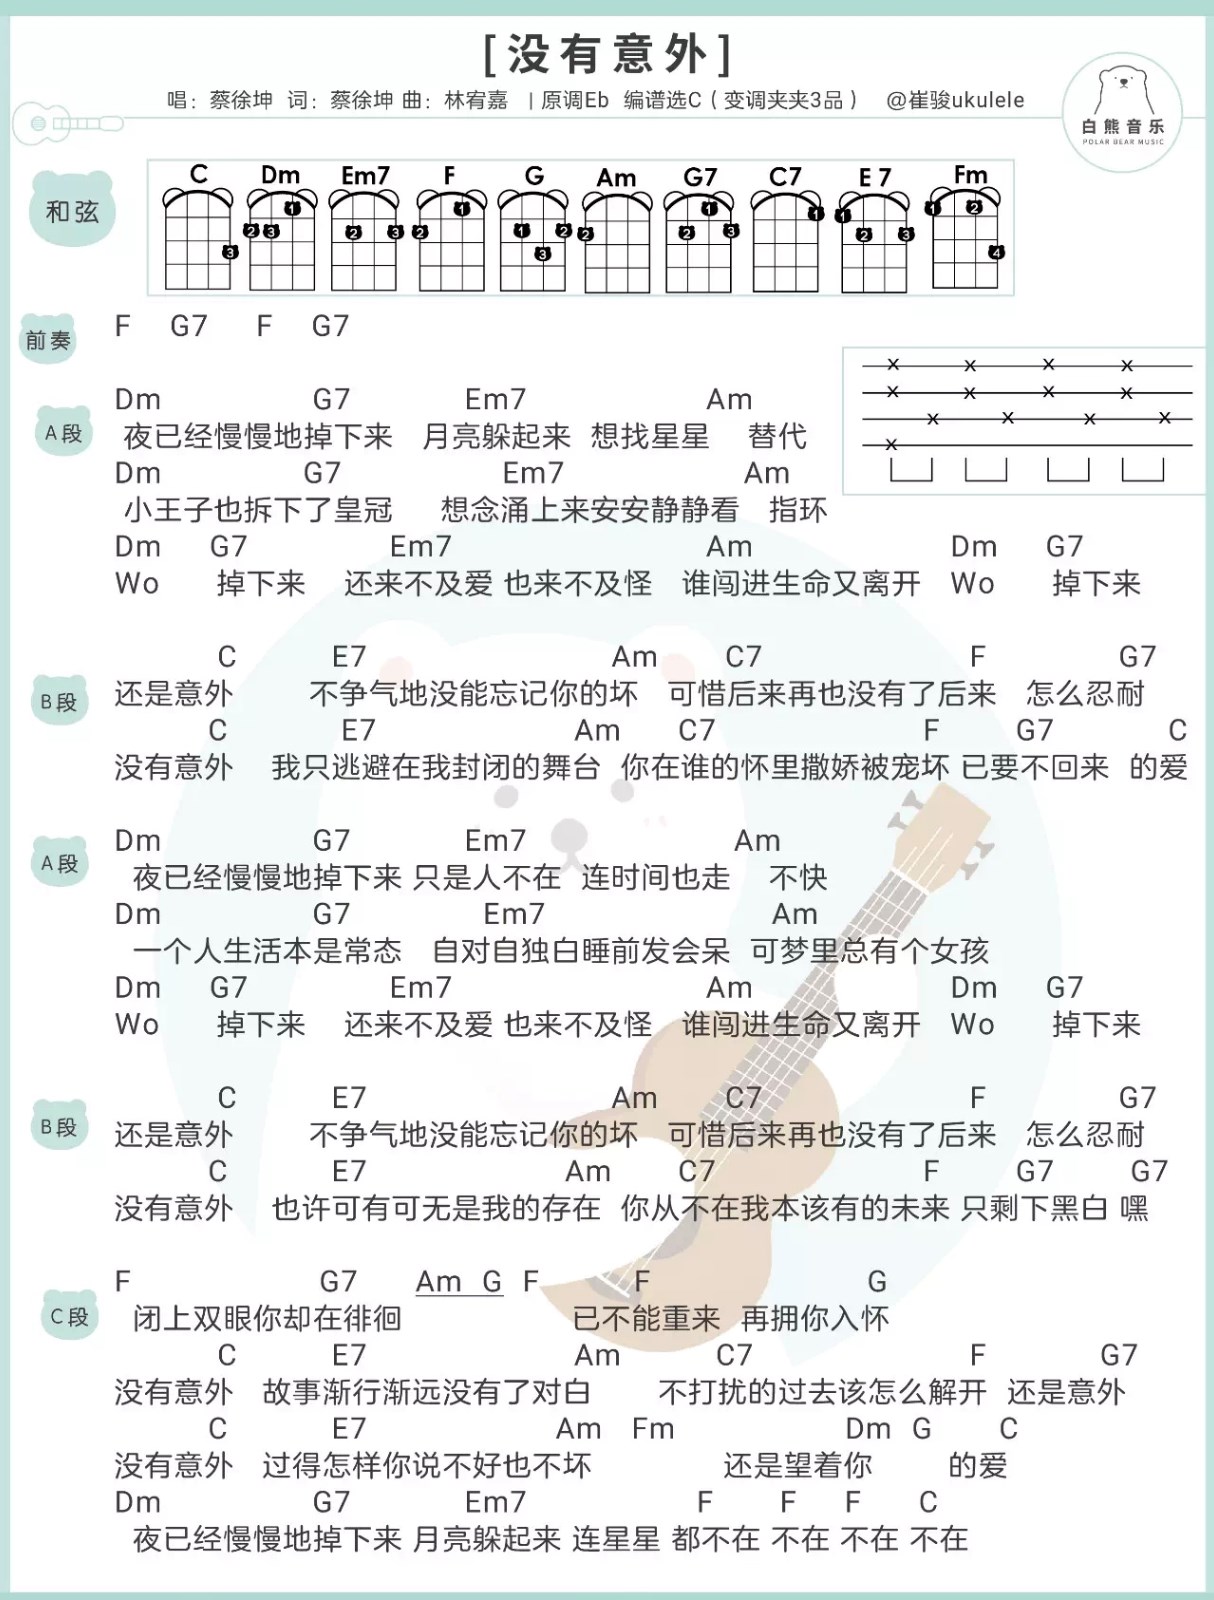 [没有意外]
唱：蔡徐坤 词：蔡徐坤 曲：林宥嘉 | 原调Eb 编谱选C（变调夹夹3品） @崔骏ukulele
白熊音乐
POLAR BEAR MUSIC
和弦
C Dm Em7 F G Am G7 C7 E 7 Fm
前奏
F G7 F G7
A段
Dm G7 Em7 Am
夜已经慢慢地掉下来 月亮躲起来 想找星星 替代
Dm G7 Em7 Am
小王子也拆下了皇冠 想念涌上来安安静静看 指环
Dm G7 Em7 Am Dm G7
Wo 掉下来 还来不及爱 也来不及怪 谁闯进生命又离开 Wo 掉下来
B段
C E7 Am C7 F G7
还是意外 不争气地没能忘记你的坏 可惜后来再也没有了后来 怎么忍耐
C E7 Am C7 F G7 C
没有意外 我只逃避在我封闭的舞台 你在谁的怀里撒娇被宠坏 已要不回来 的爱
A段
Dm G7 Em7 Am
夜已经慢慢地掉下来 只是人不在 连时间也走 不快
Dm G7 Em7 Am
一个人生活本是常态 自对自独白睡前发会呆 可梦里总有个女孩
Dm G7 Em7 Am Dm G7
Wo 掉下来 还来不及爱 也来不及怪 谁闯进生命又离开 Wo 掉下来
B段
C E7 Am C7 F G7
还是意外 不争气地没能忘记你的坏 可惜后来再也没有了后来 怎么忍耐
C E7 Am C7 F G7 G7
没有意外 也许可有可无是我的存在 你从不在我本该有的未来 只剩下黑白 嘿
C段
F G7 Am G F F G
闭上双眼你却在徘徊 已不能重来 再拥你入怀
C E7 Am C7 F G7
没有意外 故事渐行渐远没有了对白 不打扰的过去该怎么解开 还是意外
C E7 Am Fm Dm G C
没有意外 过得怎样你说不好也不坏 还是望着你 的爱
Dm G7 Em7 F F F C
夜已经慢慢地掉下来 月亮躲起来 连星星 都不在 不在 不在 不在